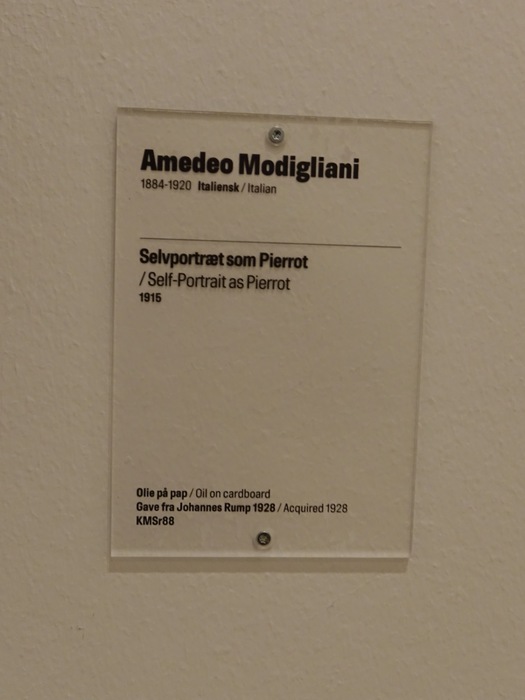 Amedeo Modigliani
1884-1920 Italiensk / Italian
Selvportræt som Pierrot
/ Self-Portrait as Pierrot
1915
Olie på pap / Oil on cardboard
Gave fra Johannes Rump 1928 / Acquired 1928
KMSr88